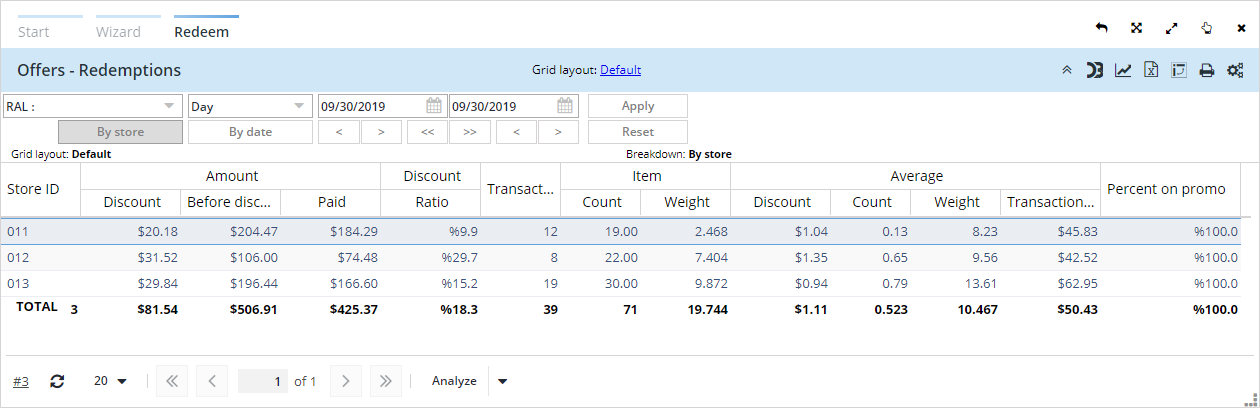 Start Wizard Redeem
Offers - Redemptions Grid layout: Default
RAL : Day 09/30/2019 09/30/2019 Apply
By store By date < > << >> < > Reset
Grid layout: Default Breakdown: By store
Store ID Amount Discount Transact... Item Average Percent on promo
Discount Before disc... Paid Ratio Count Weight Discount Count Weight Transaction...
011 $20.18 $204.47 $184.29 %9.9 12 19.00 2.468 $1.04 0.13 8.23 $45.83 %100.0
012 $31.52 $106.00 $74.48 %29.7 8 22.00 7.404 $1.35 0.65 9.56 $42.52 %100.0
013 $29.84 $196.44 $166.60 %15.2 19 30.00 9.872 $0.94 0.79 13.61 $62.95 %100.0
TOTAL 3 $81.54 $506.91 $425.37 %18.3 39 71 19.744 $1.11 0.523 10.467 $50.43 %100.0
#3 20 1 of 1 Analyze